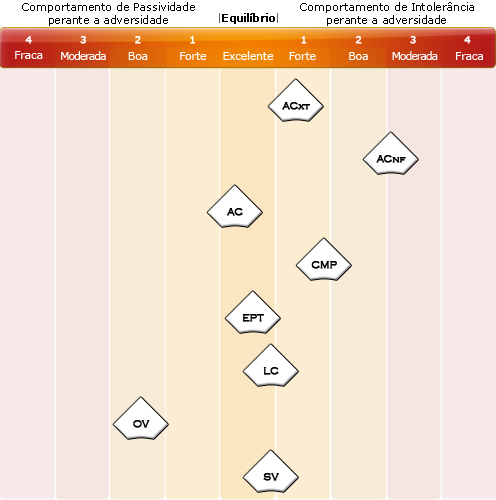 Comportamento de Passividade
perante a adversidade
|Equilíbrio|
Comportamento de Intolerância
perante a adversidade
4 3 2 1 1 2 3 4
Fraca Moderada Boa Forte Excelente Forte Boa Moderada Fraca
ACXT
ACNF
AC
CMP
EPT
LC
OV
SV